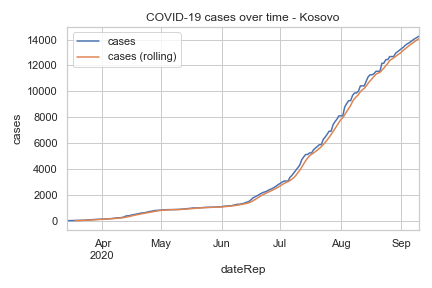 COVID-19 cases over time - Kosovo
cases
cases (rolling)
14000
12000
10000
8000
6000
4000
2000
0
cases
Apr
2020
May
Jun
Jul
Aug
Sep
dateRep